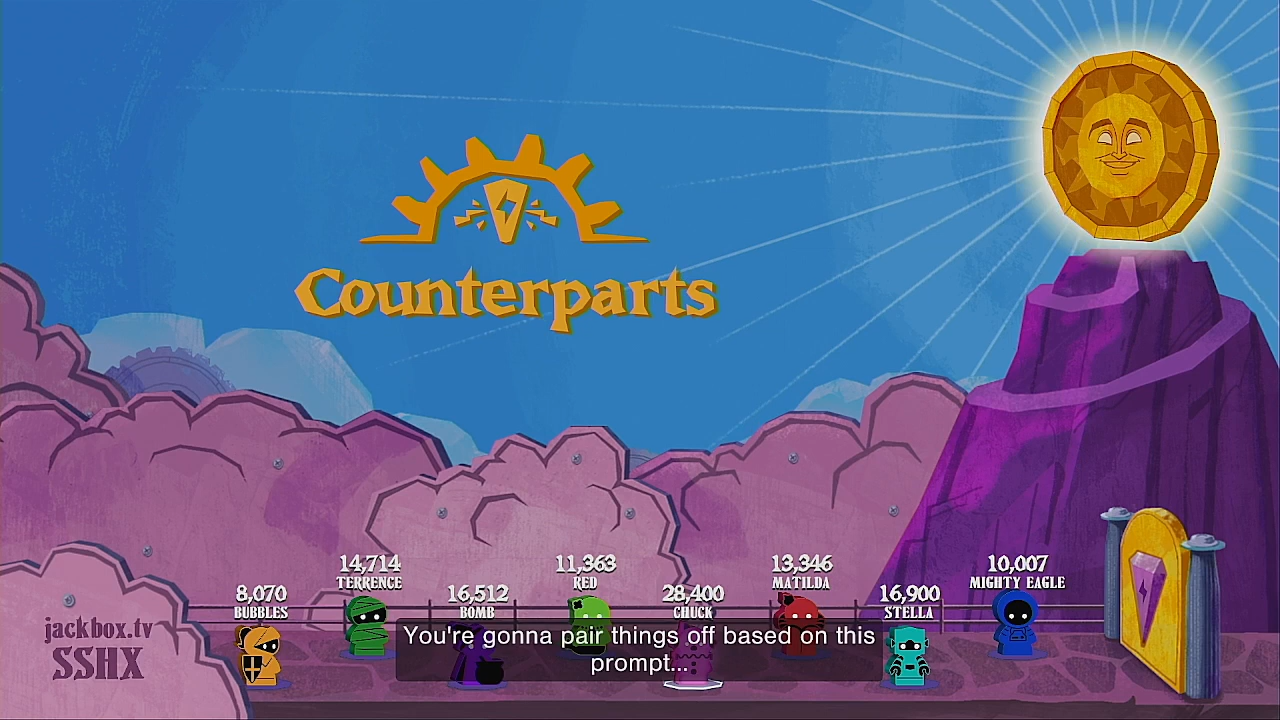 Counterparts
14,714
TERRENCE
11,363
RED
13,346
MATILDA
10,007
MIGHTY EAGLE
8,070
BUBBLES
16,512
BOMB
28,400
CHUCK
16,900
STELLA
jackbox.tv
SSHX
You're gonna pair things off based on this
prompt...